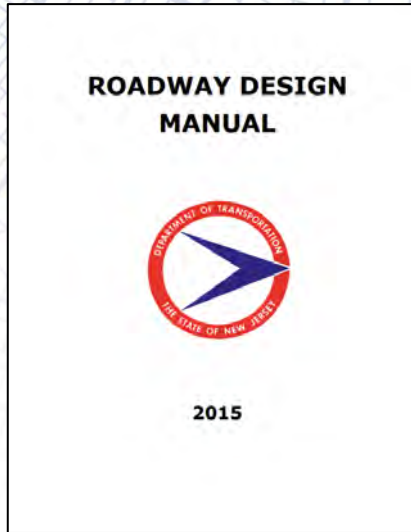 ROADWAY DESIGN
MANUAL
DEPARTMENT OF TRANSPORTATION
THE STATE OF NEW JERSEY
2015